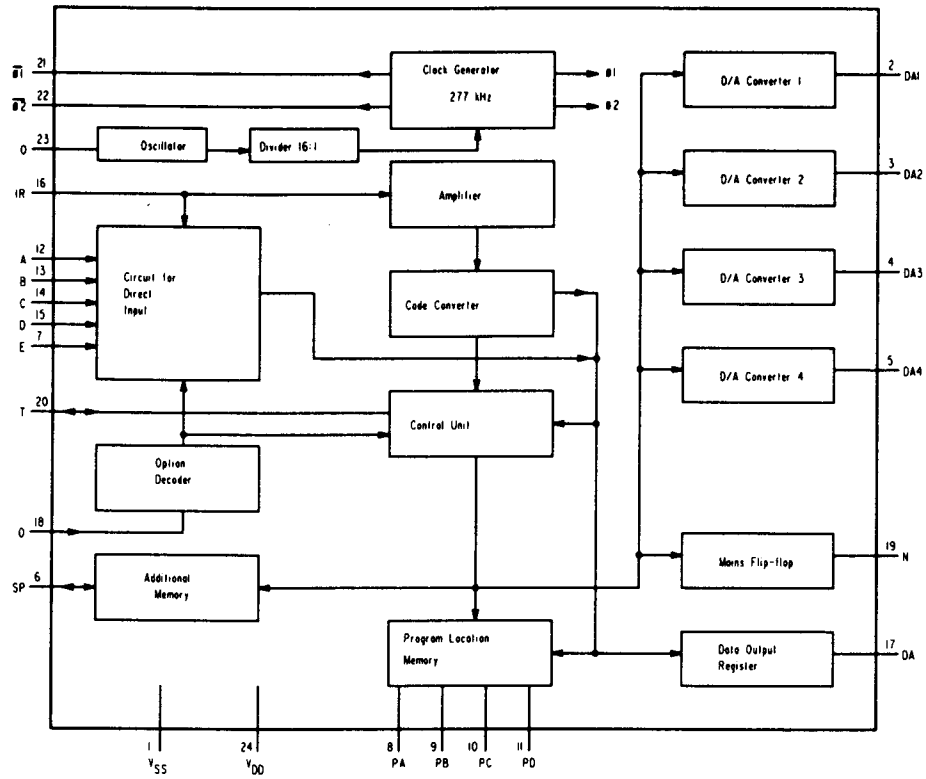 21
Ø1
Clock Generator
277 kHz
Ø1
Ø2
22
Ø2
23
O
Oscillator
Divider 16:1
16
IR
Amplifier
12
A
13
B
14
C
15
D
7
E
Circuit for
Direct
Input
Code Converter
20
T
Control Unit
Option
Decoder
18
O
6
SP
Additional
Memory
Program Location
Memory
D/A Converter 1
2
DA1
D/A Converter 2
3
DA2
D/A Converter 3
4
DA3
D/A Converter 4
5
DA4
Mains Flip-flop
19
N
Data Output
Register
17
DA
1
VSS
24
VDD
8
PA
9
PB
10
PC
11
PD